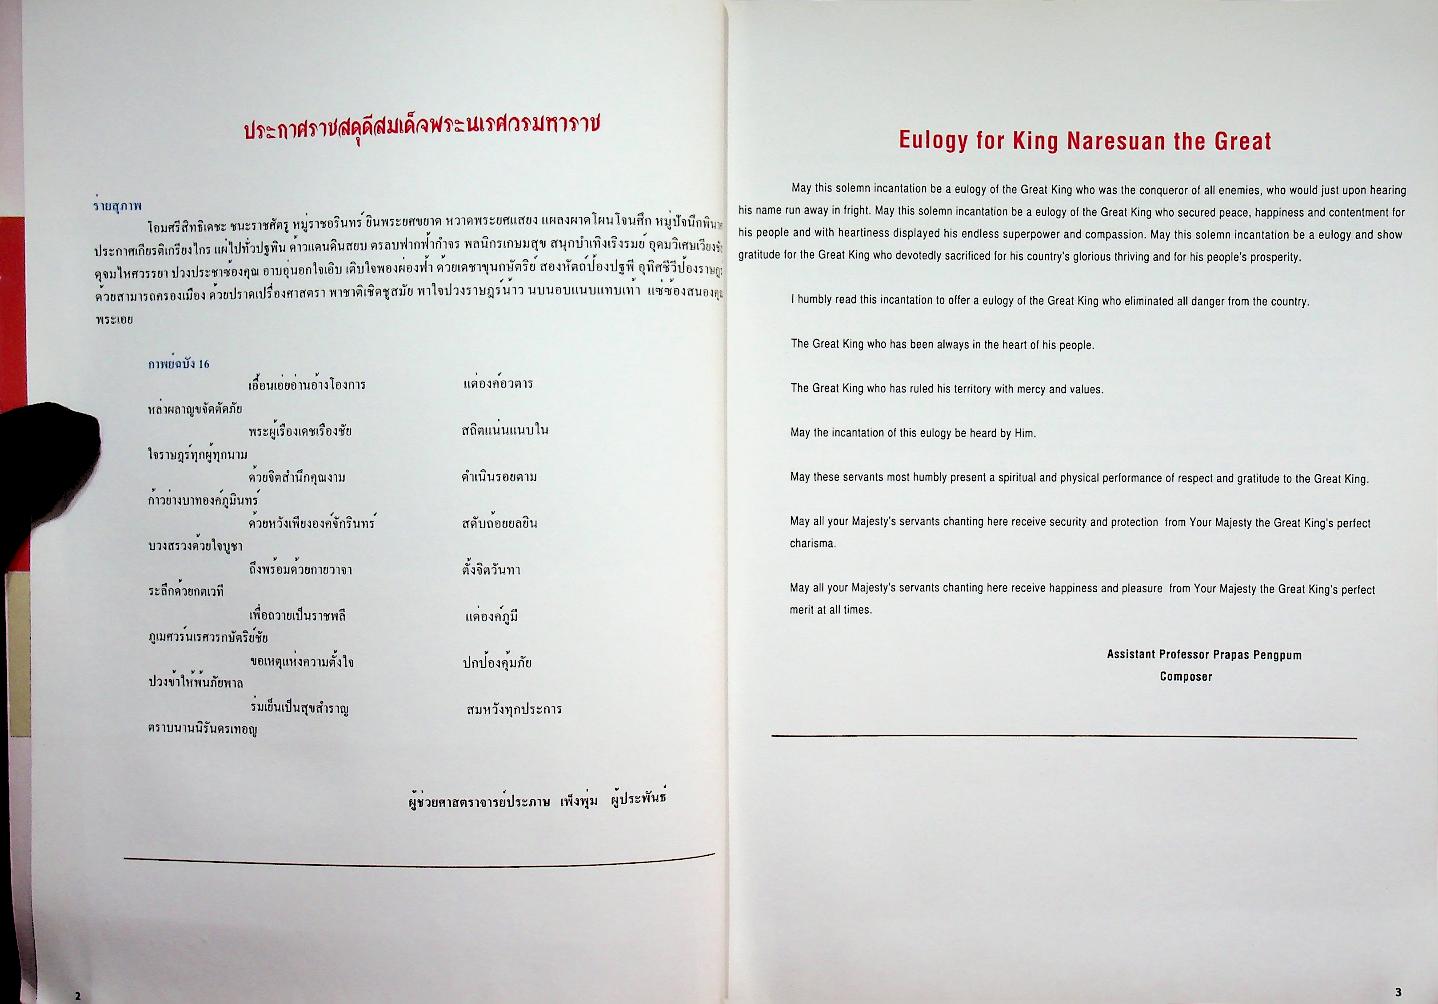 ประกาศราชสดุดีสมเด็จพระนเรศวรมหาราช
ร่ายสุภาพ
โอมศรีสิทธิเดชะ ชนะราชศัตรู หมู่ราชอรินทร์ ยินพระยศขยาด หวาดพระยศแสยง แผลงผาดโผนโจนศึก หมู่ปัจนึกพินา
ประกาศเกียรติเกรียงไกร แผ่ไปทั่วปฐพิน ด้าวแดนดินสยบ ตรลบฟากฟ้ากำจร พลนิกรเกษมสุข สนุกบำเทิงเริงรมย์ อุดมวิเศษเวียงชั
ดุจมไหศวรรยา ปวงประชาซ้องคุณ อาบอุ่นอกใจเอิบ เติบใจพองผ่องฟ้า ด้วยเดชาขุนกษัตริย์ สองหัตถ์ป้องปฐพี อุทิศชีวีป้องราษฎร
ด้วยสามารถครองเมือง ด้วยปราดเปรื่องศาสตรา พาชาติเชิดชูสมัย พาใจปวงราษฎร์น้าว นบนอบแนบแทบเท้า แซ่ซ้องสนองคุ
พระเอย
กาพย์ฉบัง 16
เอื้อนเอ่ยอ่านอ้างโองการ แด่องค์อวตาร
หล้าผลาญขจัดดัดภัย
พระผู้เรืองเดชเรืองชัย สถิตแน่นแนบใน
ใจราษฎร์ทุกผู้ทุกนาม
ด้วยจิตสำนึกคุณงาม ดำเนินรอยตาม
ก้าวย่างบาทองค์ภูมินทร์
ด้วยหวังเพียงองค์จักรินทร์ สดับถ้อยยลยิน
บวงสรวงด้วยใจบูชา
ถึงพร้อมด้วยกายวาจา ตั้งจิตวันทา
ระลึกด้วยกตเวที
เพื่อถวายเป็นราชพลี แด่องค์ภูมี
ภูเมศวร์นเรศวรกษัตริย์ชัย
ขอเหตุแห่งความตั้งใจ ปกป้องคุ้มภัย
ปวงข้าให้พ้นภัยพาล
ร่มเย็นเป็นสุขสำราญ สมหวังทุกประการ
ตราบนานนิรันดรเทอญ
ผู้ช่วยศาสตราจารย์ประภาษ เพ็งพุ่ม ผู้ประพันธ์
2
Eulogy for King Naresuan the Great
May this solemn incantation be a eulogy of the Great King who was the conqueror of all enemies, who would just upon hearing
his name run away in fright. May this solemn incantation be a eulogy of the Great King who secured peace, happiness and contentment for
his people and with heartiness displayed his endless superpower and compassion. May this solemn incantation be a eulogy and show
gratitude for the Great King who devotedly sacrificed for his country's glorious thriving and for his people's prosperity.
I humbly read this incantation to offer a eulogy of the Great King who eliminated all danger from the country.
The Great King who has been always in the heart of his people.
The Great King who has ruled his territory with mercy and values.
May the incantation of this eulogy be heard by Him.
May these servants most humbly present a spiritual and physical performance of respect and gratitude to the Great King.
May all your Majesty's servants chanting here receive security and protection from Your Majesty the Great King's perfect
charisma.
May all your Majesty's servants chanting here receive happiness and pleasure from Your Majesty the Great King's perfect
merit at all times.
Assistant Professor Prapas Pengpum
Composer
3